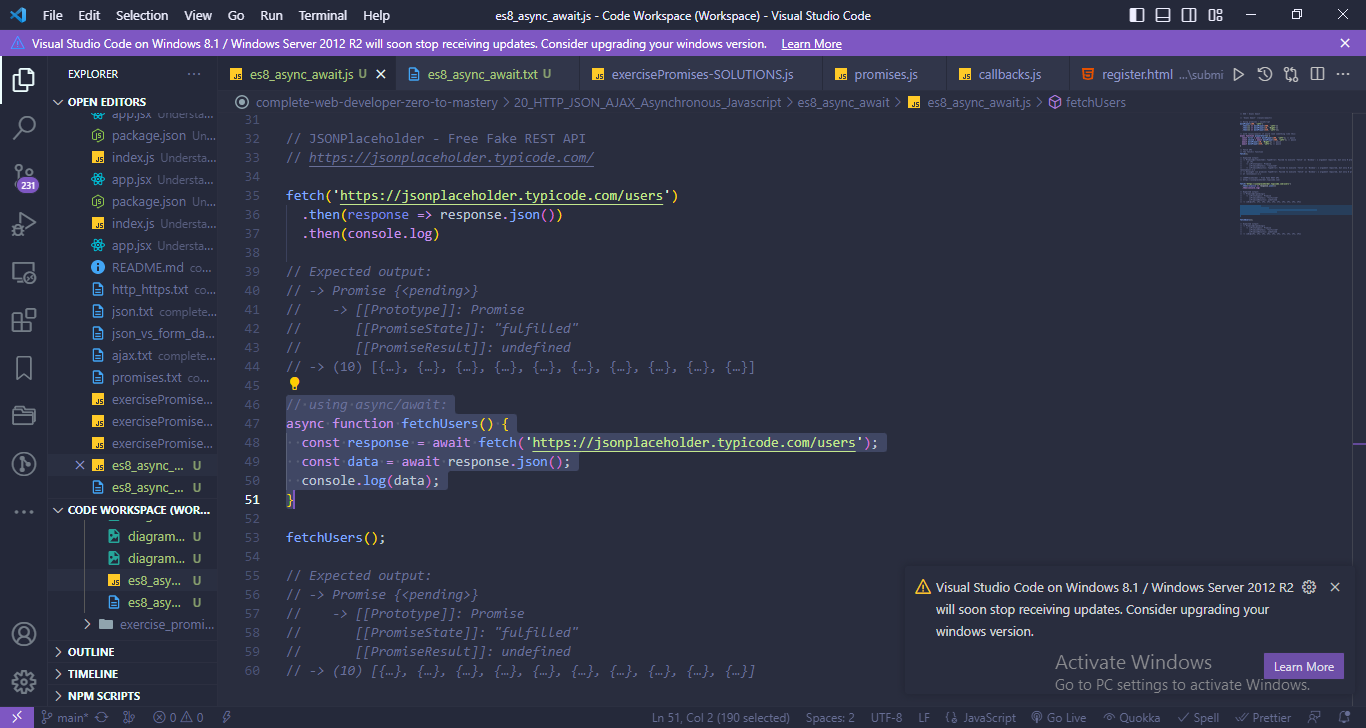 File Edit Selection View Go Run Terminal Help
es8_async_await.js - Code Workspace (Workspace) - Visual Studio Code
Visual Studio Code on Windows 8.1 / Windows Server 2012 R2 will soon stop receiving updates. Consider upgrading your windows version. Learn More
EXPLORER
es8_async_await.js U
es8_async_await.txt U
exercisePromises-SOLUTIONS.js
promises.js
callbacks.js
register.html ...\submi
OPEN EDITORS
app.jsx Understa...
package.json Un...
index.js Understa...
app.jsx Understa...
package.json Un...
index.js Understa...
app.jsx Understa...
README.md co...
http_https.txt co...
json.txt complete...
json_vs_form_da...
ajax.txt complete...
promises.txt co...
exercisePromise...
exercisePromise...
exercisePromise...
es8_async_... U
es8_async_... U
CODE WORKSPACE (WOR...
diagram... U
diagram... U
es8_asy... U
es8_asy... U
exercise_promi...
OUTLINE
TIMELINE
NPM SCRIPTS
231
complete-web-developer-zero-to-mastery > 20_HTTP_JSON_AJAX_Asynchronous_Javascript > es8_async_await > es8_async_await.js > fetchUsers
31
32 // JSONPlaceholder - Free Fake REST API
33 // https://jsonplaceholder.typicode.com/
34
35 fetch('https://jsonplaceholder.typicode.com/users')
36   .then(response => response.json())
37   .then(console.log)
38
39 // Expected output:
40 // -> Promise {<pending>}
41 //    -> [[Prototype]]: Promise
42 //       [[PromiseState]]: "fulfilled"
43 //       [[PromiseResult]]: undefined
44 // -> (10) [{…}, {…}, {…}, {…}, {…}, {…}, {…}, {…}, {…}, {…}]
45
46 // using async/await:
47 async function fetchUsers() {
48   const response = await fetch('https://jsonplaceholder.typicode.com/users');
49   const data = await response.json();
50   console.log(data);
51 }
52
53 fetchUsers();
54
55 // Expected output:
56 // -> Promise {<pending>}
57 //    -> [[Prototype]]: Promise
58 //       [[PromiseState]]: "fulfilled"
59 //       [[PromiseResult]]: undefined
60 // -> (10) [{…}, {…}, {…}, {…}, {…}, {…}, {…}, {…}, {…}, {…}]
Visual Studio Code on Windows 8.1 / Windows Server 2012 R2
will soon stop receiving updates. Consider upgrading your
windows version.
Learn More
Activate Windows
Go to PC settings to activate Windows.
main* 0 0
Ln 51, Col 2 (190 selected) Spaces: 2 UTF-8 LF {} JavaScript Go Live Quokka Spell Prettier